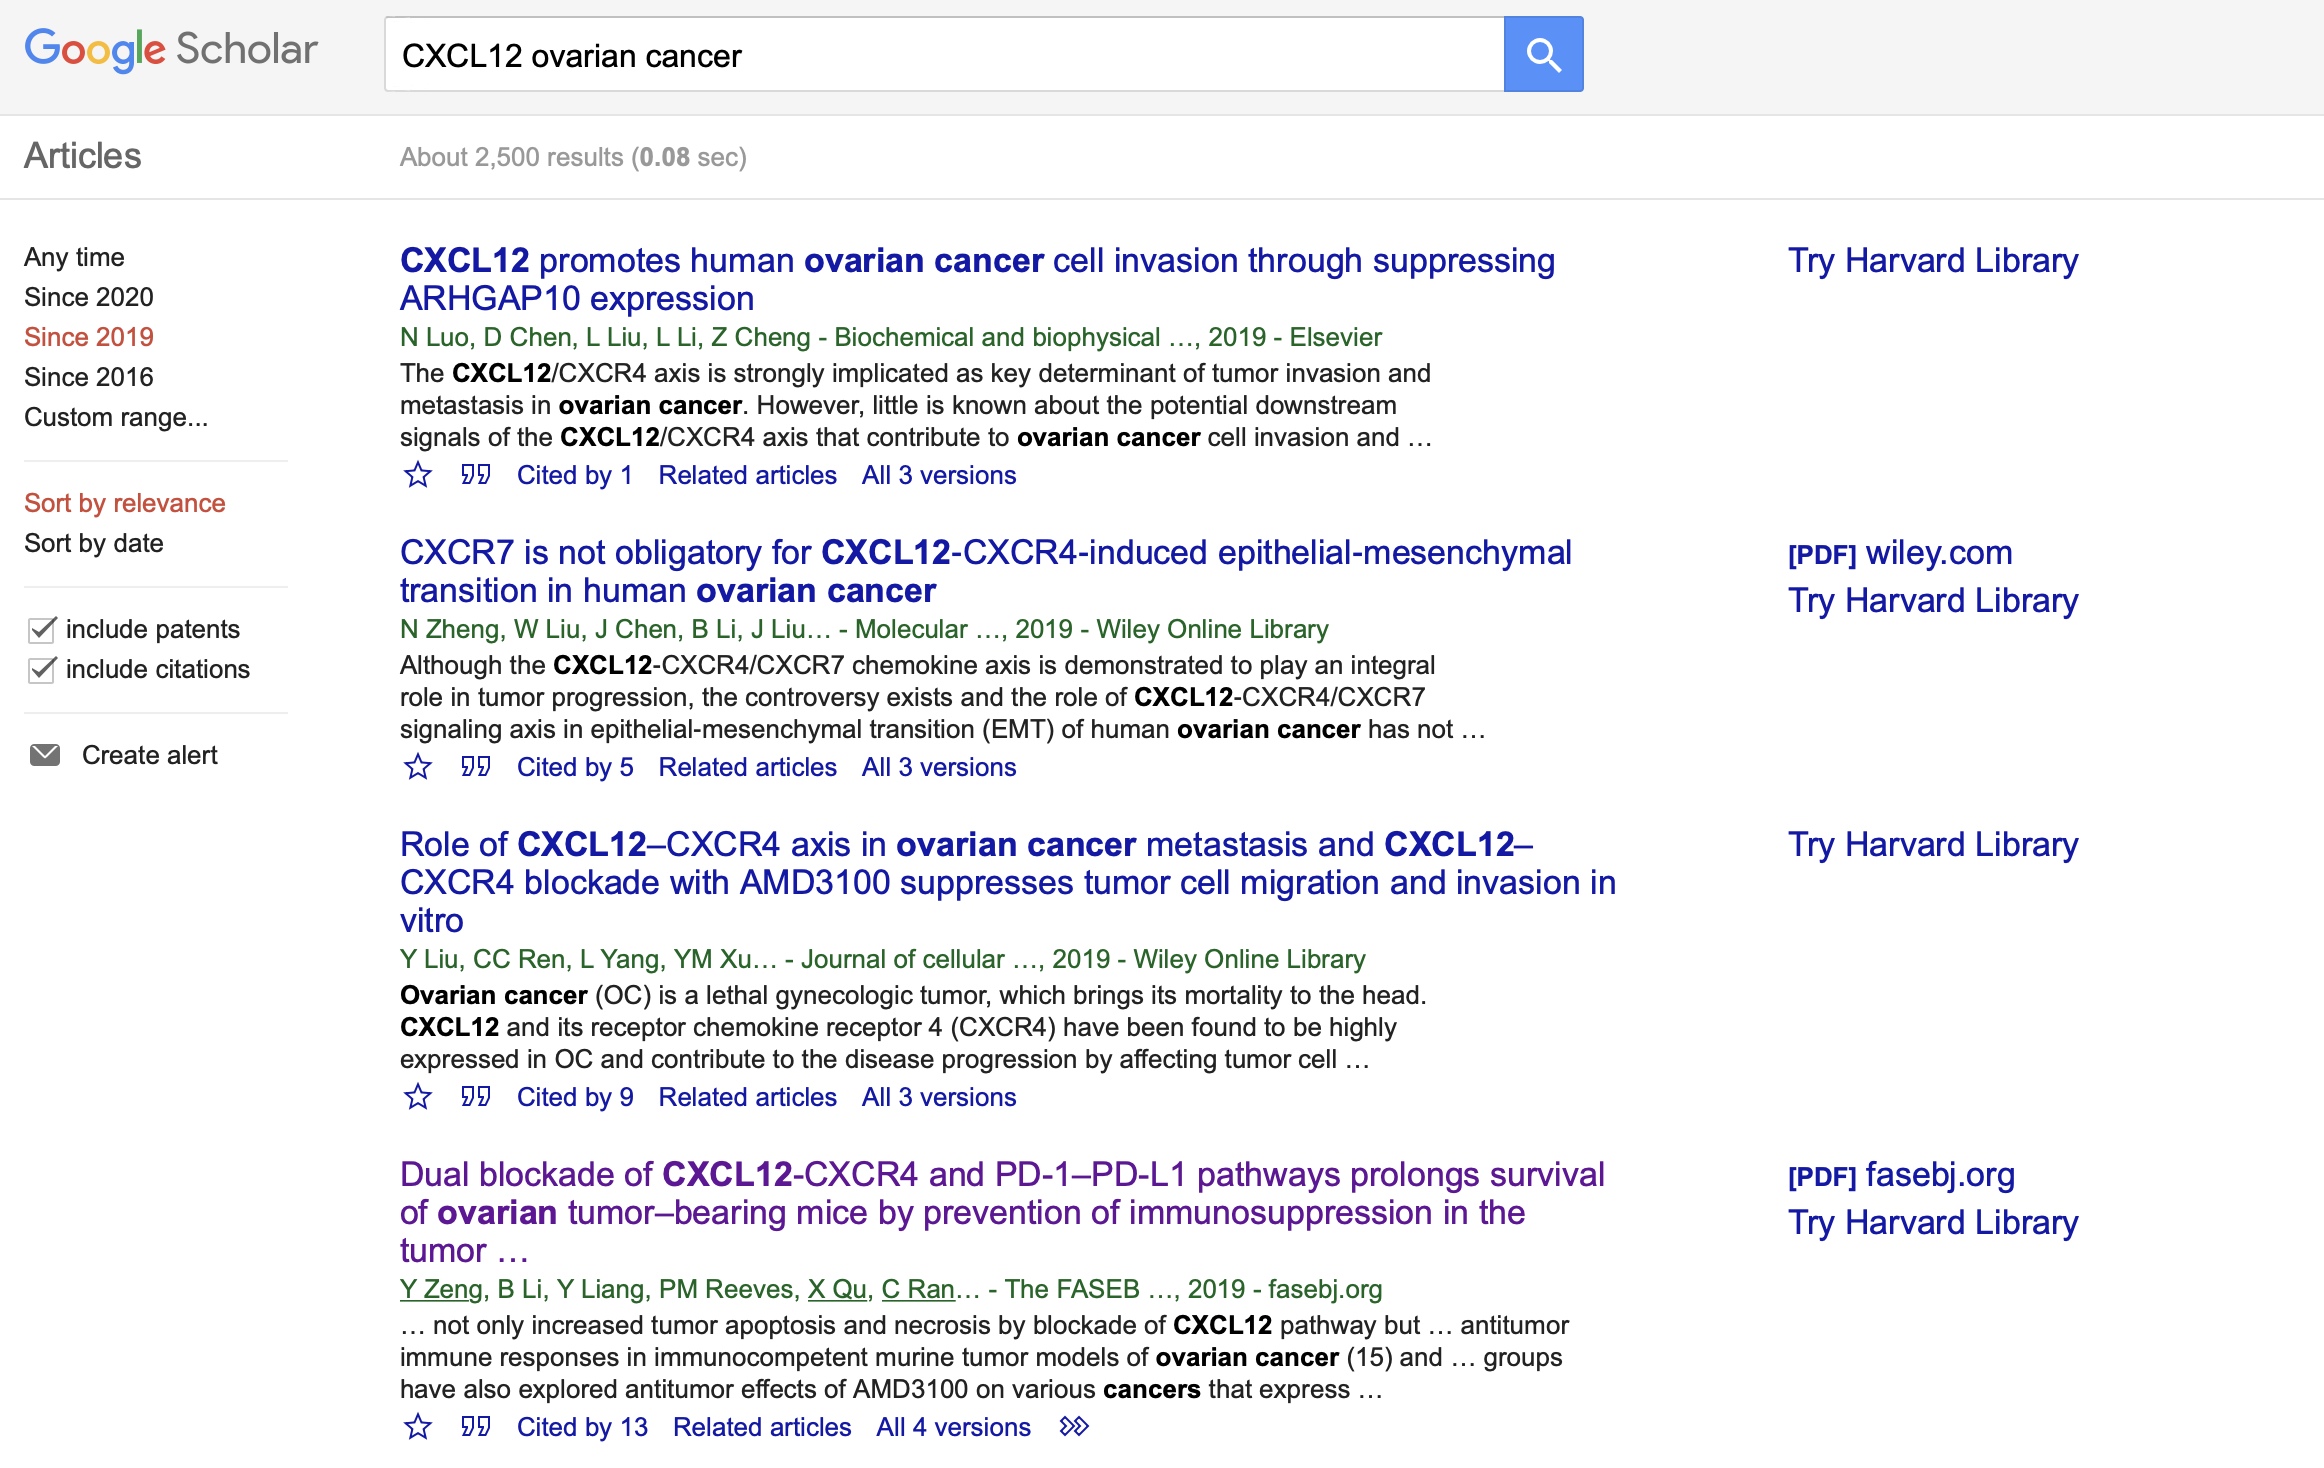 Google Scholar
CXCL12 ovarian cancer
Articles
About 2,500 results (0.08 sec)
Any time
Since 2020
Since 2019
Since 2016
Custom range...
Sort by relevance
Sort by date
include patents
include citations
Create alert
CXCL12 promotes human ovarian cancer cell invasion through suppressing
ARHGAP10 expression
N Luo, D Chen, L Liu, L Li, Z Cheng - Biochemical and biophysical …, 2019 - Elsevier
The CXCL12/CXCR4 axis is strongly implicated as key determinant of tumor invasion and
metastasis in ovarian cancer. However, little is known about the potential downstream
signals of the CXCL12/CXCR4 axis that contribute to ovarian cancer cell invasion and …
Cited by 1 Related articles All 3 versions
Try Harvard Library
CXCR7 is not obligatory for CXCL12-CXCR4-induced epithelial-mesenchymal
transition in human ovarian cancer
N Zheng, W Liu, J Chen, B Li, J Liu… - Molecular …, 2019 - Wiley Online Library
Although the CXCL12-CXCR4/CXCR7 chemokine axis is demonstrated to play an integral
role in tumor progression, the controversy exists and the role of CXCL12-CXCR4/CXCR7
signaling axis in epithelial-mesenchymal transition (EMT) of human ovarian cancer has not …
Cited by 5 Related articles All 3 versions
[PDF] wiley.com
Try Harvard Library
Role of CXCL12–CXCR4 axis in ovarian cancer metastasis and CXCL12–
CXCR4 blockade with AMD3100 suppresses tumor cell migration and invasion in
vitro
Y Liu, CC Ren, L Yang, YM Xu… - Journal of cellular …, 2019 - Wiley Online Library
Ovarian cancer (OC) is a lethal gynecologic tumor, which brings its mortality to the head.
CXCL12 and its receptor chemokine receptor 4 (CXCR4) have been found to be highly
expressed in OC and contribute to the disease progression by affecting tumor cell …
Cited by 9 Related articles All 3 versions
Try Harvard Library
Dual blockade of CXCL12-CXCR4 and PD-1–PD-L1 pathways prolongs survival
of ovarian tumor–bearing mice by prevention of immunosuppression in the
tumor …
Y Zeng, B Li, Y Liang, PM Reeves, X Qu, C Ran… - The FASEB …, 2019 - fasebj.org
… not only increased tumor apoptosis and necrosis by blockade of CXCL12 pathway but … antitumor
immune responses in immunocompetent murine tumor models of ovarian cancer (15) and … groups
have also explored antitumor effects of AMD3100 on various cancers that express …
Cited by 13 Related articles All 4 versions
[PDF] fasebj.org
Try Harvard Library